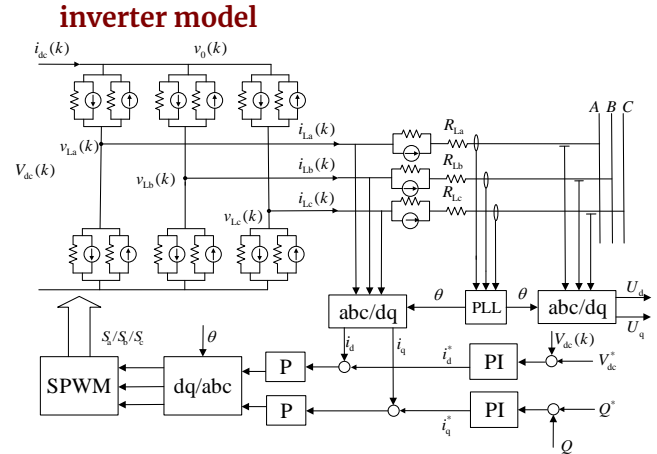 inverter model
i_dc(k)
v_0(k)
A B C
R_La
i_La(k)
v_La(k)
R_Lb
V_dc(k)
i_Lb(k)
v_Lb(k)
R_Lc
i_Lc(k)
v_Lc(k)
abc/dq
θ
PLL
θ
abc/dq
U_d
U_q
S_a/S_b/S_c
θ
i_d
i_q
V_dc(k)
SPWM
dq/abc
P
i_d^*
PI
V_dc^*
P
i_q^*
PI
Q^*
Q